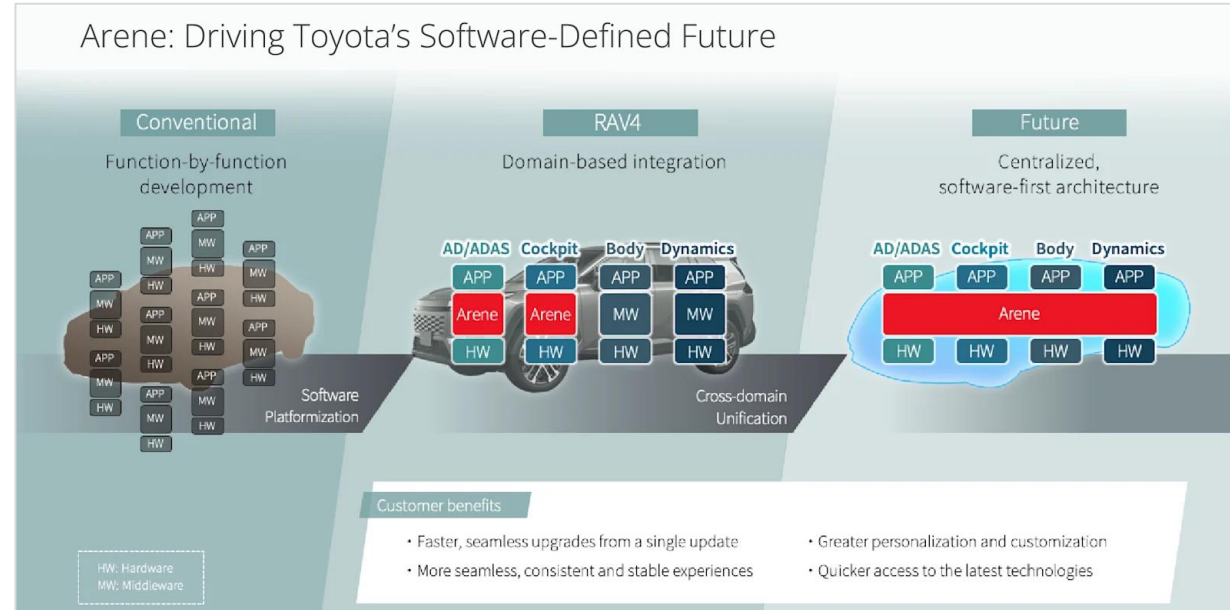 Arene: Driving Toyota's Software-Defined Future
Conventional
Function-by-function
development
APP
MW
HW
APP
MW
HW
APP
MW
HW
APP
MW
HW
APP
MW
HW
APP
MW
HW
APP
MW
HW
APP
MW
HW
APP
MW
HW
APP
MW
HW
Software
Platformization
RAV4
Domain-based integration
AD/ADAS Cockpit Body Dynamics
APP APP APP APP
Arene Arene MW MW
HW HW HW HW
Cross-domain
Unification
Future
Centralized,
software-first architecture
AD/ADAS Cockpit Body Dynamics
APP APP APP APP
Arene
HW HW HW HW
Customer benefits
・Faster, seamless upgrades from a single update
・More seamless, consistent and stable experiences
・Greater personalization and customization
・Quicker access to the latest technologies
HW: Hardware
MW: Middleware